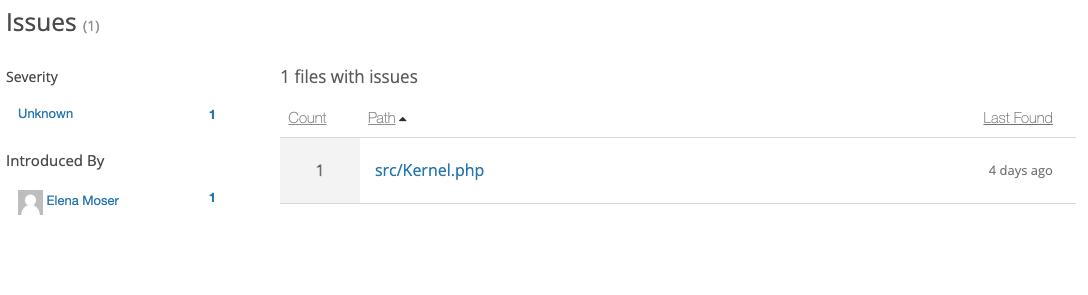 Issues (1)
Severity
Unknown 1
Introduced By
Elena Moser 1
1 files with issues
Count Path Last Found
1 src/Kernel.php 4 days ago